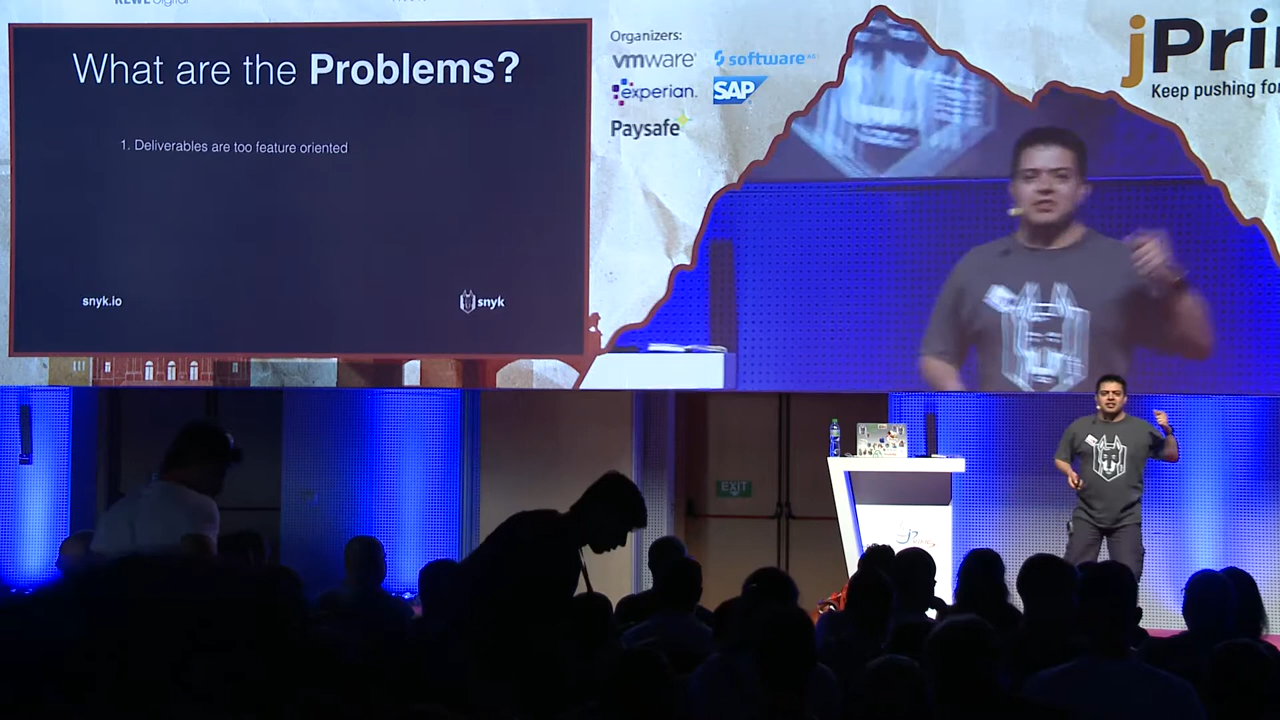 What are the Problems?
1. Deliverables are too feature oriented
snyk.io
snyk
Organizers:
vmware
software AG
experian.
SAP
Paysafe
jPri
Keep pushing fo
EXIT